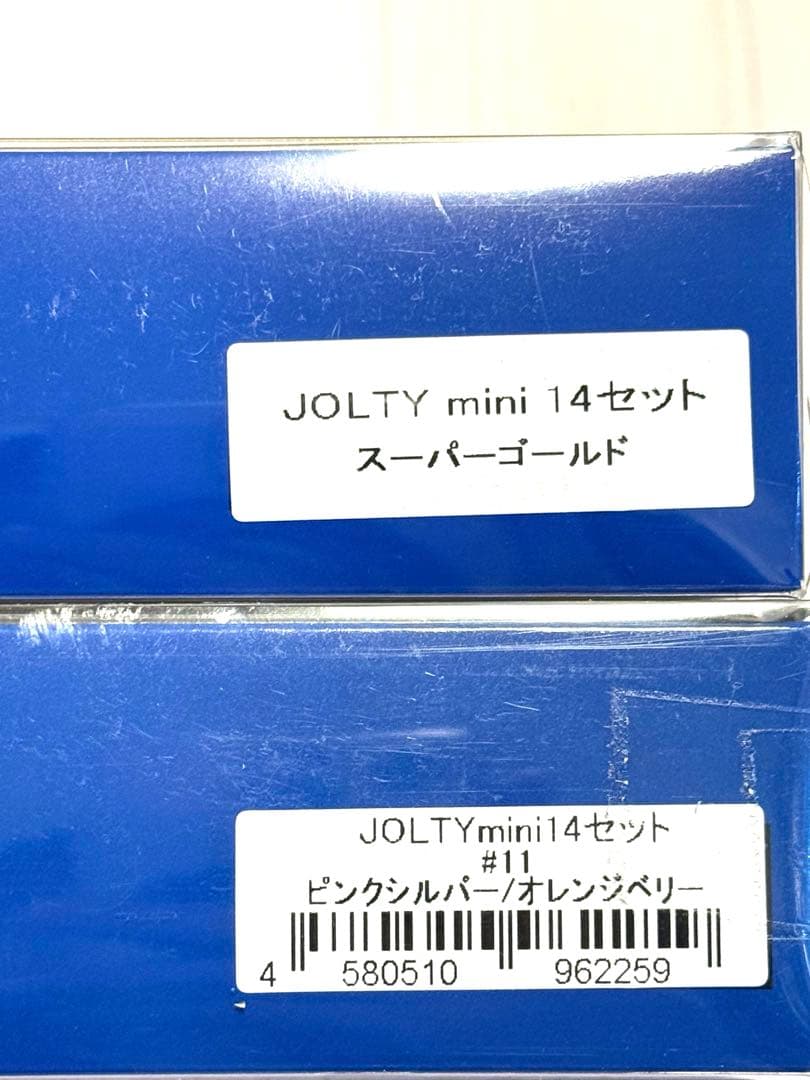 JOLTY mini 14セット
スーパーゴールド
JOLTYmini14セット
#11
ピンクシルバー/オレンジベリー
4 580510 962259